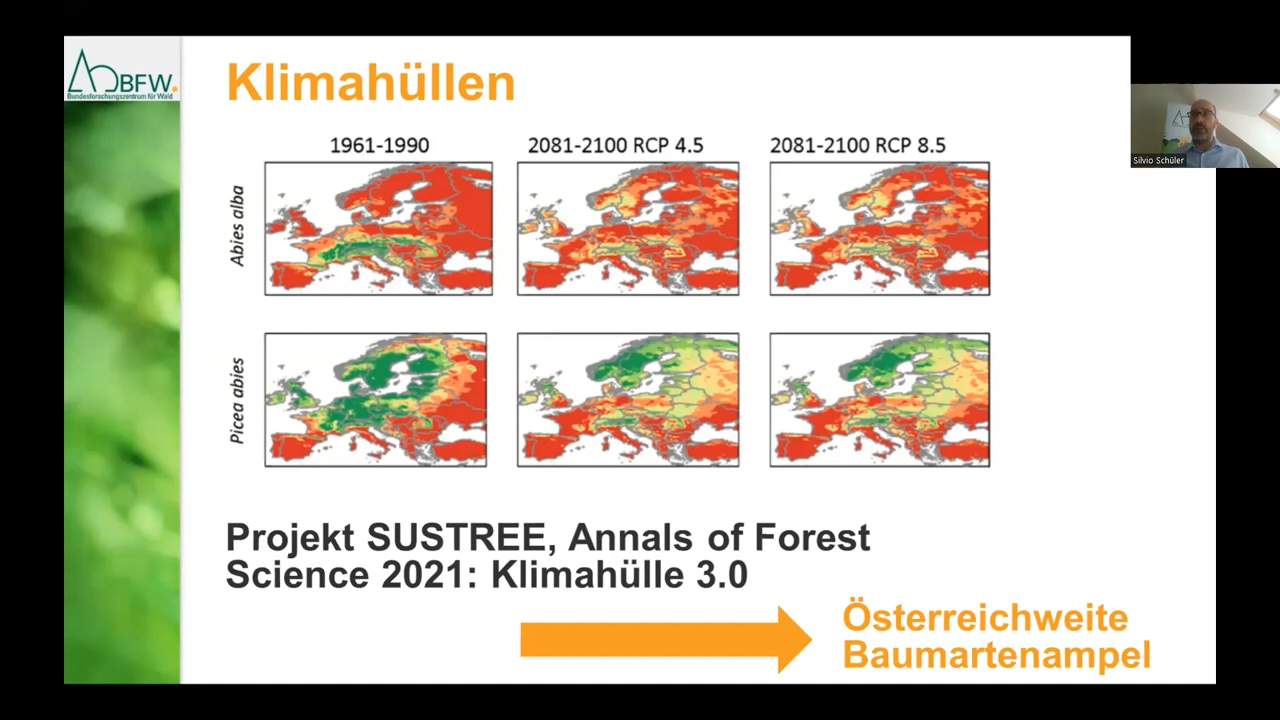 BFW.
Bundesforschungszentrum für Wald
Klimahüllen
1961-1990
2081-2100 RCP 4.5
2081-2100 RCP 8.5
Abies alba
Picea abies
Silvio Schüler
Projekt SUSTREE, Annals of Forest
Science 2021: Klimahülle 3.0
Österreichweite
Baumartenampel